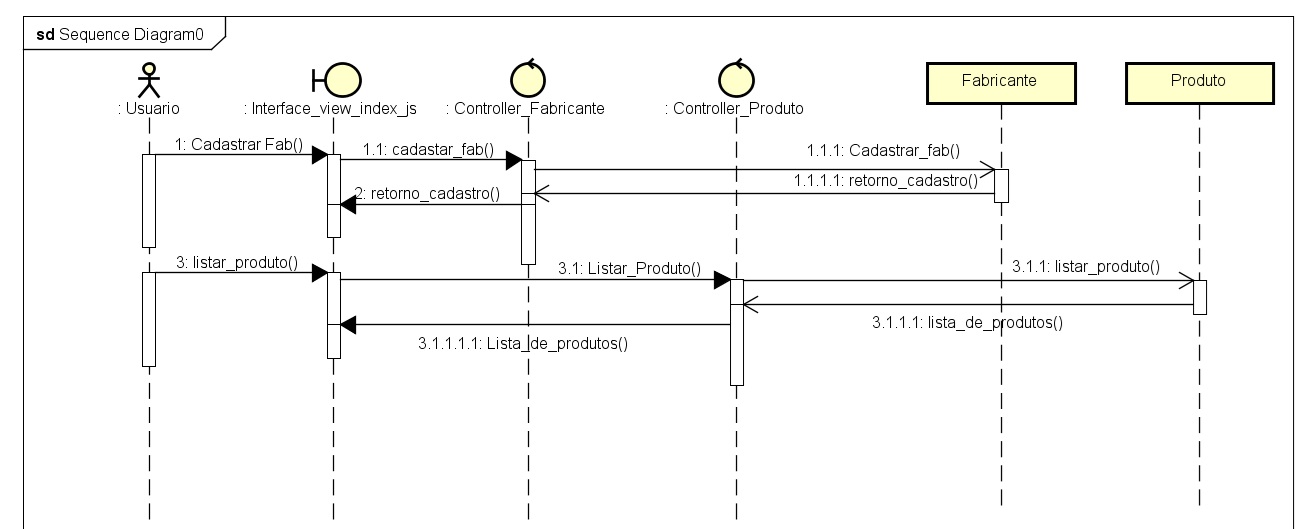 sd Sequence Diagram0
: Usuario
: Interface_view_index_js
: Controller_Fabricante
: Controller_Produto
Fabricante
Produto
1: Cadastrar Fab()
1.1: cadastar_fab()
1.1.1: Cadastrar_fab()
1.1.1.1: retorno_cadastro()
2: retorno_cadastro()
3: listar_produto()
3.1: Listar_Produto()
3.1.1: listar_produto()
3.1.1.1: lista_de_produtos()
3.1.1.1.1: Lista_de_produtos()